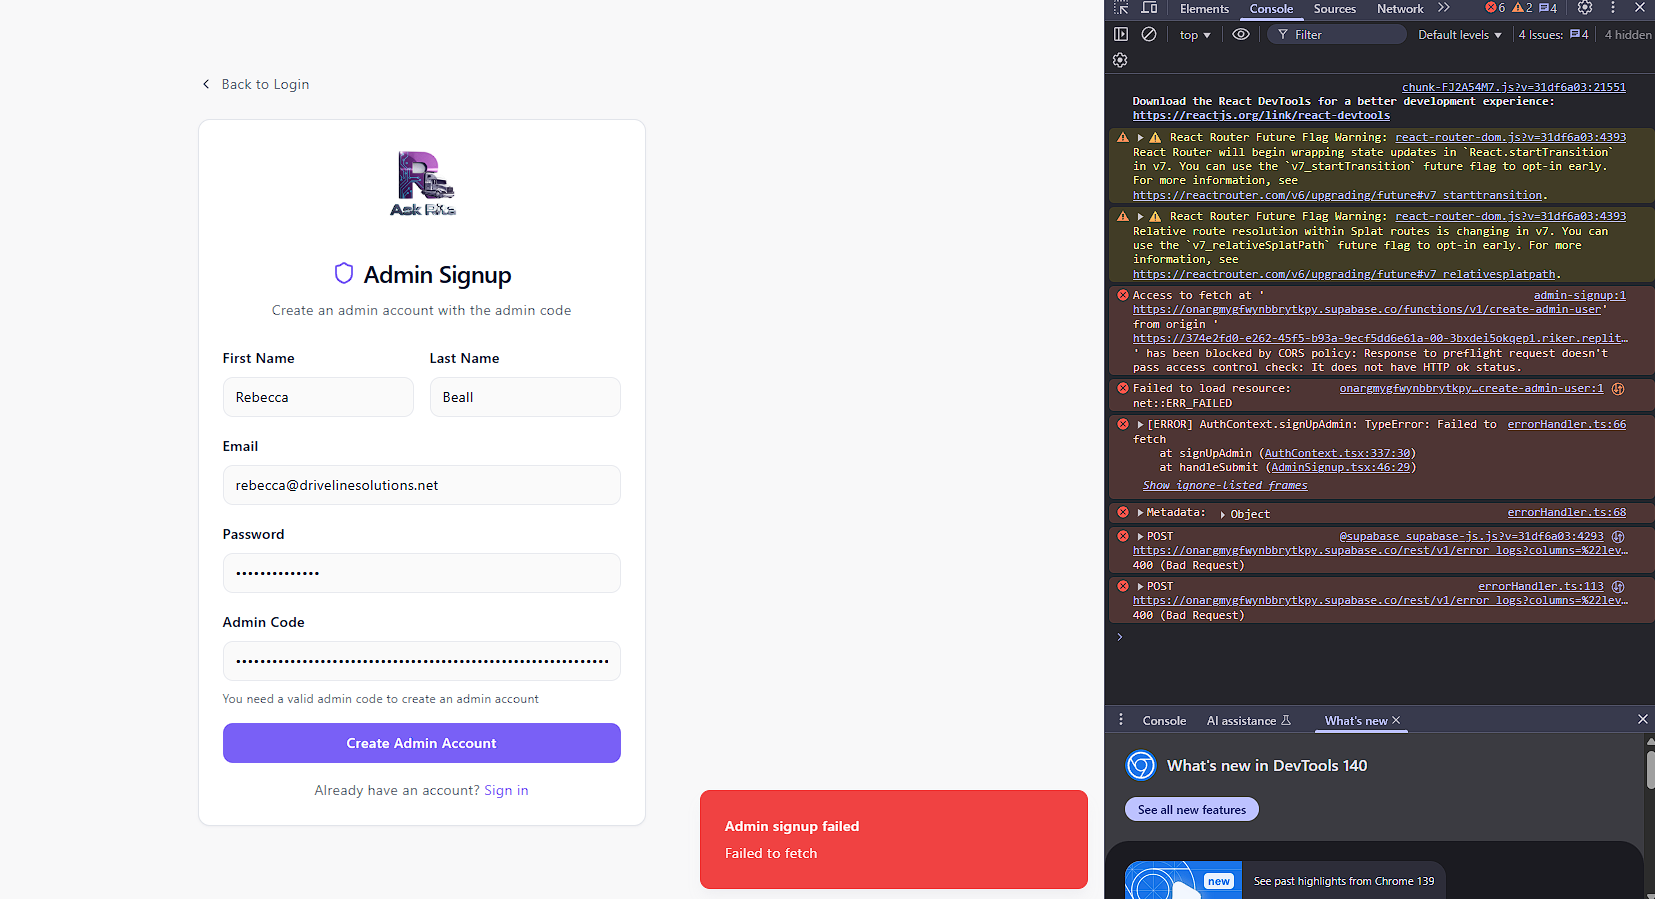 Back to Login
Ask Rita
Admin Signup
Create an admin account with the admin code
First Name
Last Name
Rebecca
Beall
Email
rebecca@drivelinesolutions.net
Password
••••••••••••••
Admin Code
You need a valid admin code to create an admin account
Create Admin Account
Already have an account? Sign in
Admin signup failed
Failed to fetch
Elements Console Sources Network 6 2 4
top Filter Default levels 4 Issues: 4 4 hidden
chunk-FJ2A54M7.js?v=31df6a03:21551
Download the React DevTools for a better development experience:
https://reactjs.org/link/react-devtools
React Router Future Flag Warning: react-router-dom.js?v=31df6a03:4393
React Router will begin wrapping state updates in `React.startTransition`
in v7. You can use the `v7_startTransition` future flag to opt-in early.
For more information, see
https://reactrouter.com/v6/upgrading/future#v7_starttransition.
React Router Future Flag Warning: react-router-dom.js?v=31df6a03:4393
Relative route resolution within Splat routes is changing in v7. You can
use the `v7_relativeSplatPath` future flag to opt-in early. For more
information, see
https://reactrouter.com/v6/upgrading/future#v7_relativesplatpath.
Access to fetch at ' admin-signup:1
https://onargmygfwynbbrytkpy.supabase.co/functions/v1/create-admin-user'
from origin '
https://374e2fd0-e262-45f5-b93a-9ecf5dd6e61a-00-3bxdei5okqep1.riker.replit…
' has been blocked by CORS policy: Response to preflight request doesn't
pass access control check: It does not have HTTP ok status.
Failed to load resource: onargmygfwynbbrytkpy…create-admin-user:1
net::ERR_FAILED
[ERROR] AuthContext.signUpAdmin: TypeError: Failed to errorHandler.ts:66
fetch
at signUpAdmin (AuthContext.tsx:337:30)
at handleSubmit (AdminSignup.tsx:46:29)
Show ignore-listed frames
Metadata: Object errorHandler.ts:68
POST @supabase_supabase-js.js?v=31df6a03:4293
https://onargmygfwynbbrytkpy.supabase.co/rest/v1/error_logs?columns=%22lev…
400 (Bad Request)
POST errorHandler.ts:113
https://onargmygfwynbbrytkpy.supabase.co/rest/v1/error_logs?columns=%22lev…
400 (Bad Request)
Console AI assistance What's new
What's new in DevTools 140
See all new features
new
See past highlights from Chrome 139